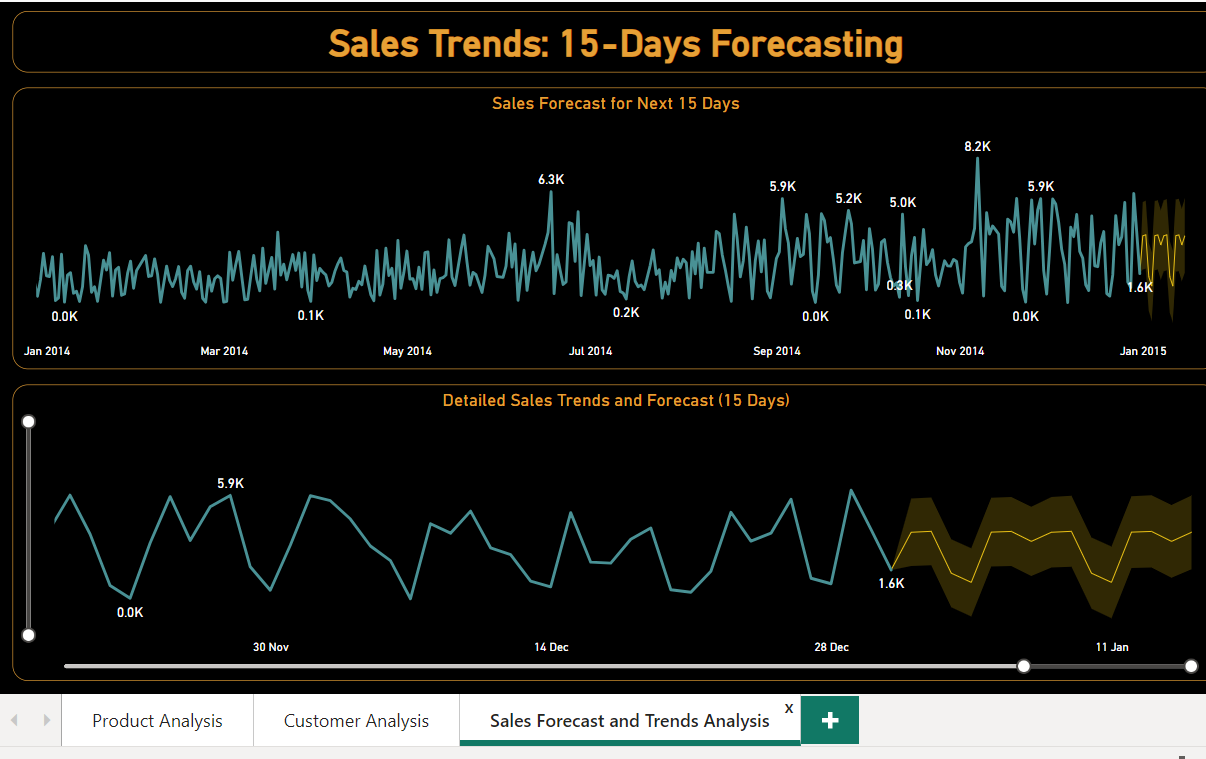 Sales Trends: 15-Days Forecasting
Sales Forecast for Next 15 Days
8.2K
6.3K
5.9K
5.9K
5.2K
5.0K
0.3K
1.6K
0.0K
0.1K
0.2K
0.0K
0.1K
0.0K
Jan 2014
Mar 2014
May 2014
Jul 2014
Sep 2014
Nov 2014
Jan 2015
Detailed Sales Trends and Forecast (15 Days)
5.9K
1.6K
0.0K
30 Nov
14 Dec
28 Dec
11 Jan
Product Analysis
Customer Analysis
Sales Forecast and Trends Analysis
x
+